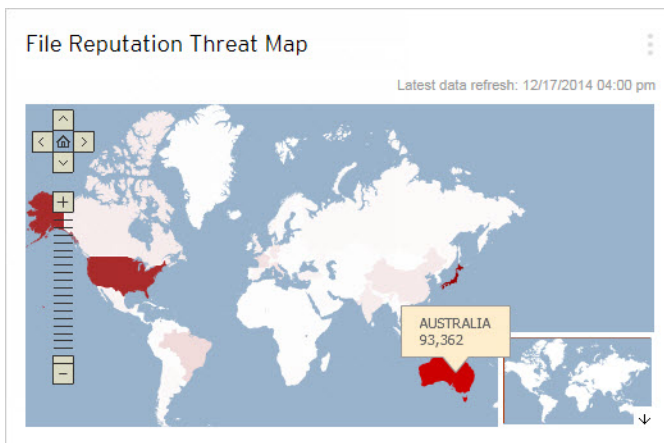 File Reputation Threat Map
Latest data refresh: 12/17/2014 04:00 pm
AUSTRALIA
93,362